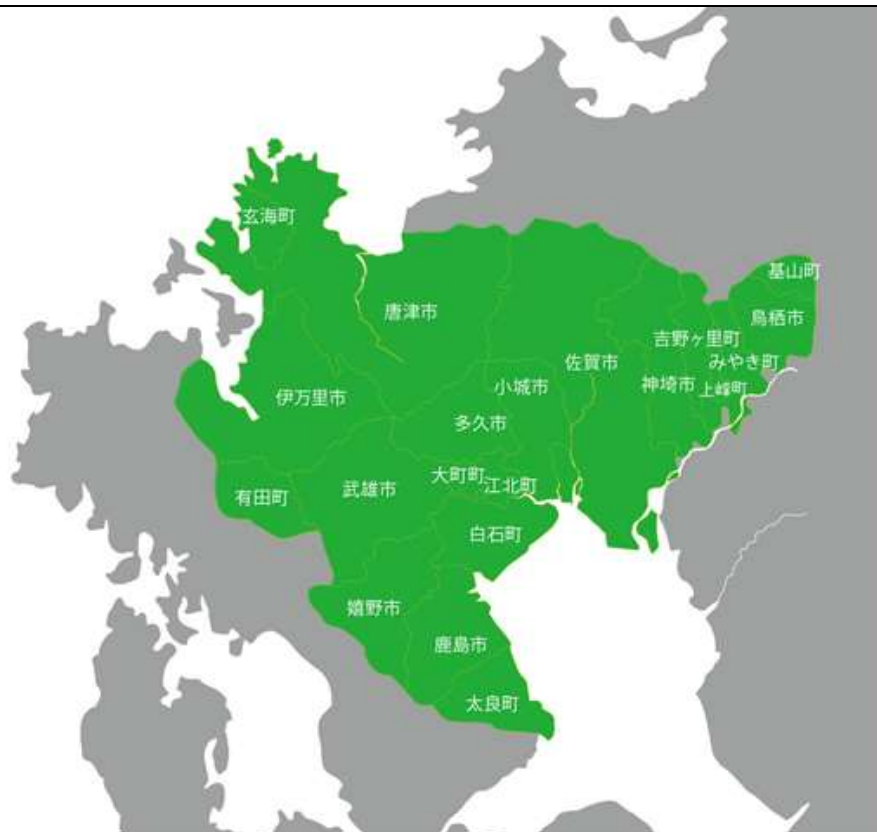 玄海町
基山町
唐津市
鳥栖市
吉野ヶ里町
みやき町
佐賀市
神埼市
上峰町
小城市
伊万里市
多久市
大町町
江北町
武雄市
有田町
白石町
嬉野市
鹿島市
太良町